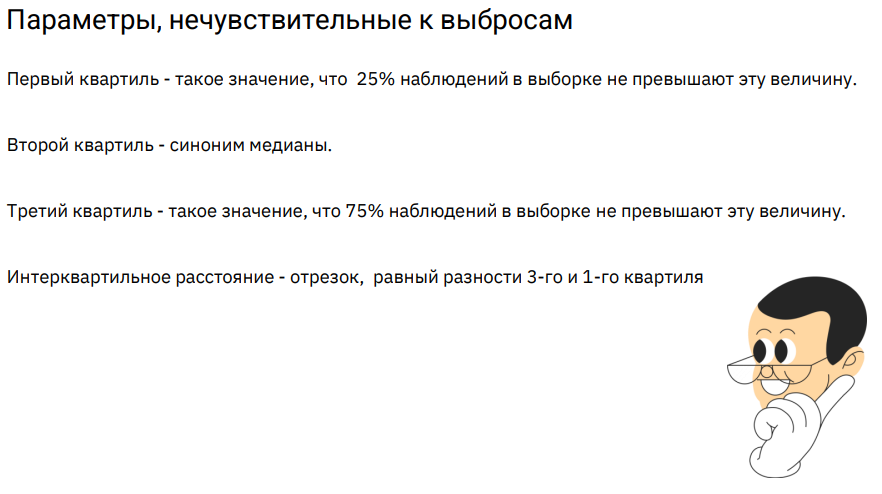 Параметры, нечувствительные к выбросам
Первый квартиль - такое значение, что  25% наблюдений в выборке не превышают эту величину.
Второй квартиль - синоним медианы.
Третий квартиль - такое значение, что 75% наблюдений в выборке не превышают эту величину.
Интерквартильное расстояние - отрезок,  равный разности 3-го и 1-го квартиля